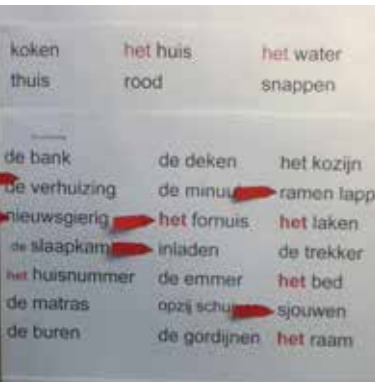 koken het huis het water
thuis rood snappen
de bank de deken het kozijn
de verhuizing de minuu ramen lapp
nieuwsgierig het fornuis het laken
de slaapkam inladen de trekker
het huisnummer de emmer het bed
de matras opzij schu sjouwen
de buren de gordijnen het raam